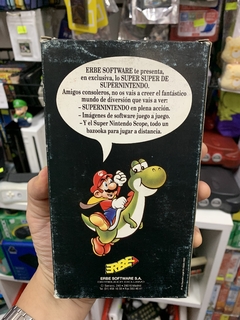 ERBE SOFTWARE te presenta,
en exclusiva, lo SUPER SUPER DE
SUPERNINTENDO.
Amigos consoleros, no os vais a creer el fantástico
mundo de diversión que vais a ver:
- SUPERNINTENDO en plena acción.
- Imágenes de software juego a juego.
- Y el Super Nintendo Scope, todo un
bazooka para jugar a distancia.
ERBE
ERBE SOFTWARE S.A.